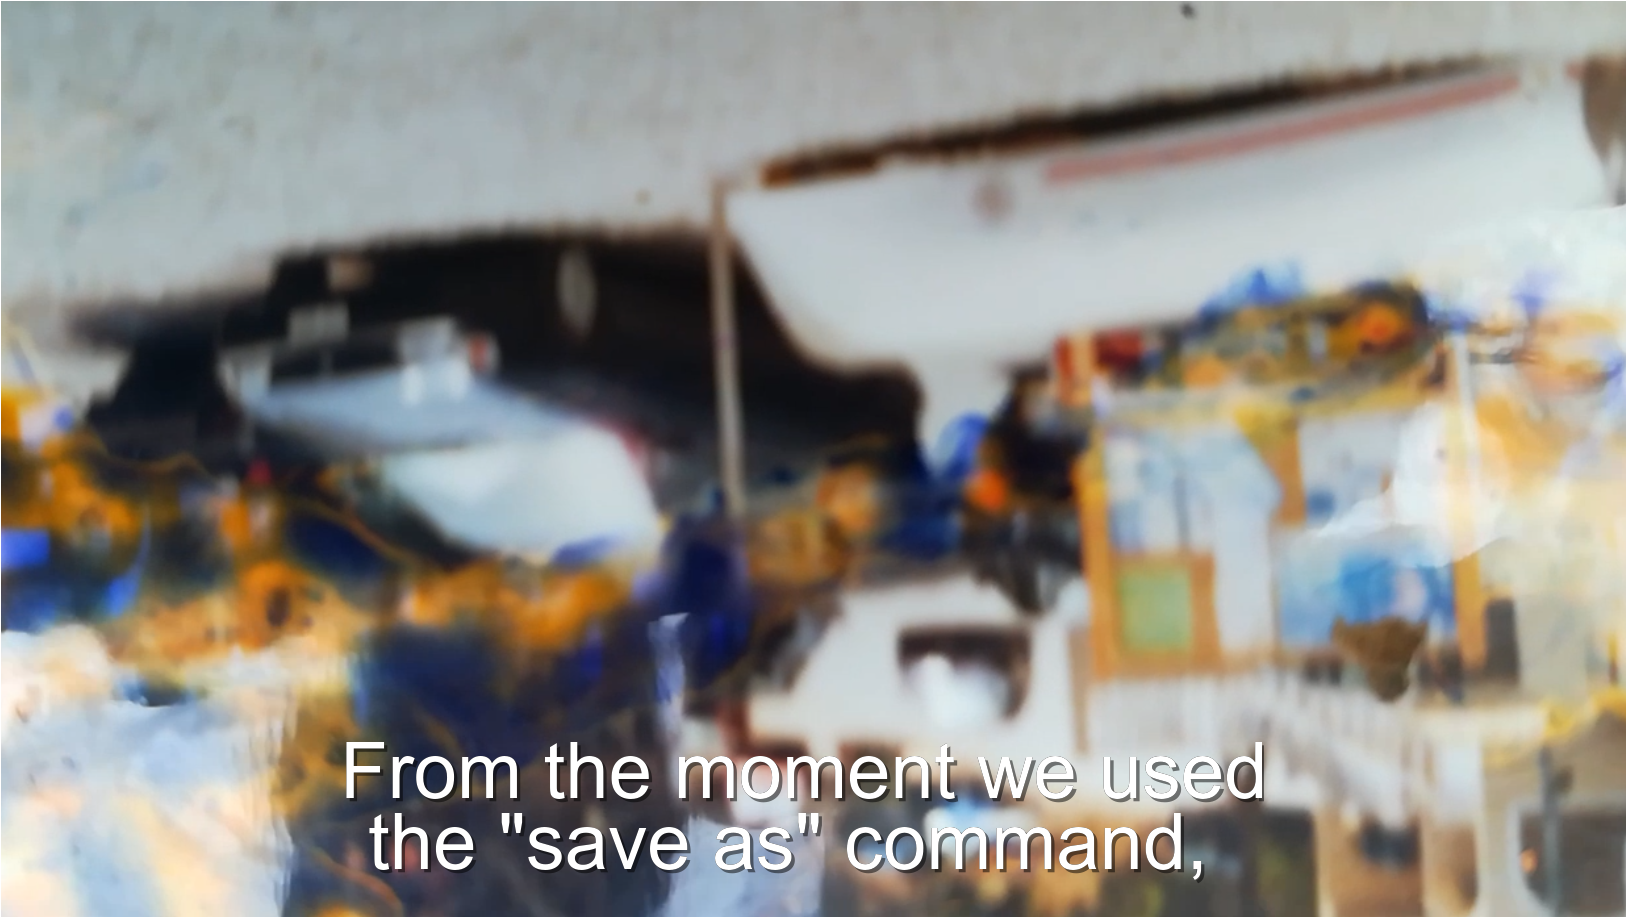 From the moment we used
the "save as" command,